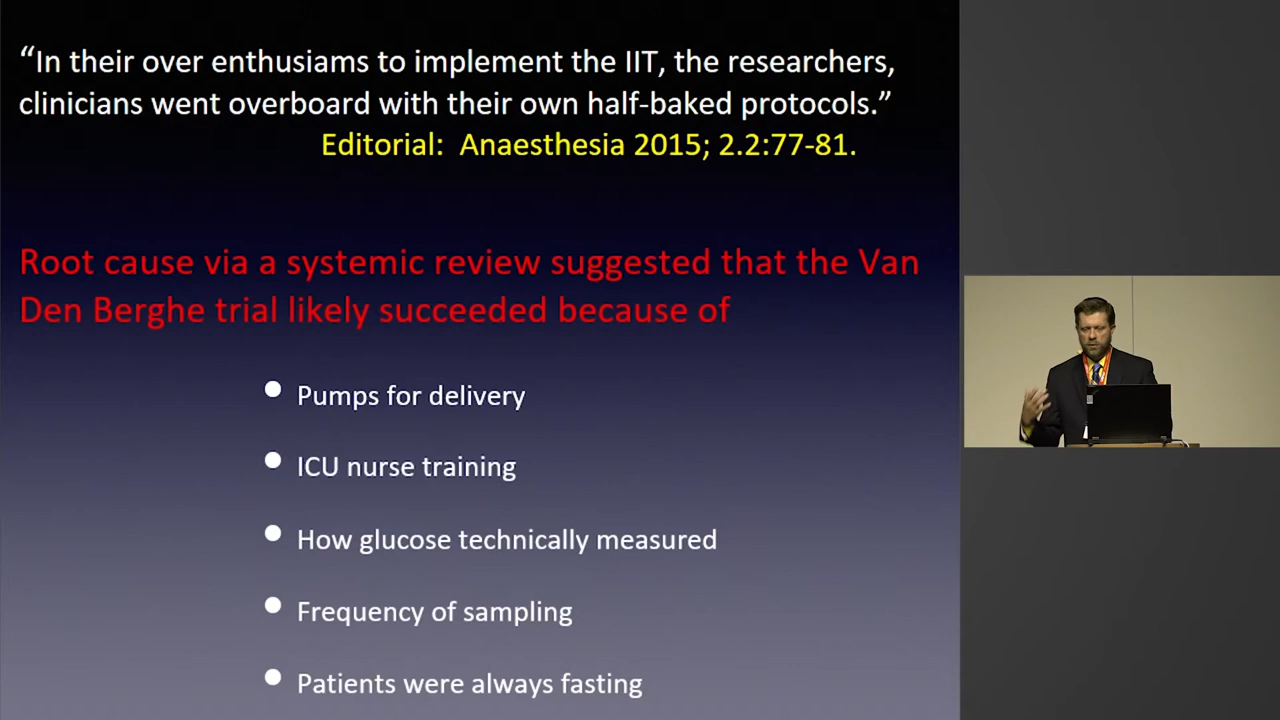 “In their over enthusiams to implement the IIT, the researchers,
clinicians went overboard with their own half-baked protocols.”
Editorial: Anaesthesia 2015; 2.2:77-81.
Root cause via a systemic review suggested that the Van
Den Berghe trial likely succeeded because of
• Pumps for delivery
• ICU nurse training
• How glucose technically measured
• Frequency of sampling
• Patients were always fasting